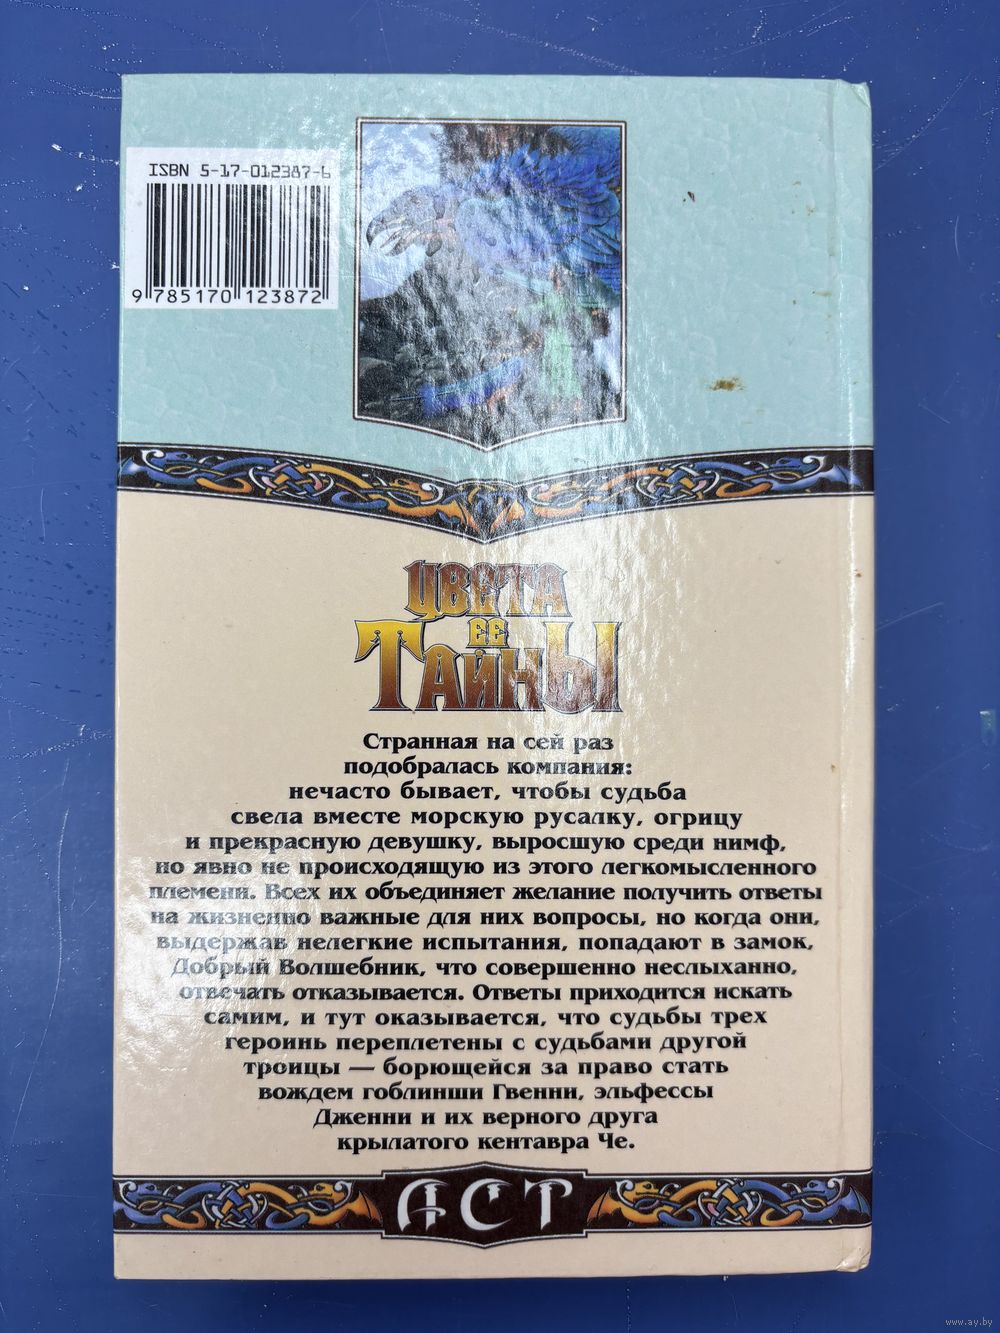 ISBN 5-17-012387-6
9 785170 123872
ЦВЕТА
ЕЕ
ТАЙНЫ
Странная на сей раз
подобралась компания:
нечасто бывает, чтобы судьба
свела вместе морскую русалку, огрицу
и прекрасную девушку, выросшую среди нимф,
но явно не происходящую из этого легкомысленного
племени. Всех их объединяет желание получить ответы
на жизненно важные для них вопросы, но когда они,
выдержав нелегкие испытания, попадают в замок,
Добрый Волшебник, что совершенно неслыханно,
отвечать отказывается. Ответы приходится искать
самим, и тут оказывается, что судьбы трех
героинь переплетены с судьбами другой
троицы — борющейся за право стать
вождем гоблинши Гвенни, эльфессы
Дженни и их верного друга
крылатого кентавра Че.
АСТ
www.ay.by